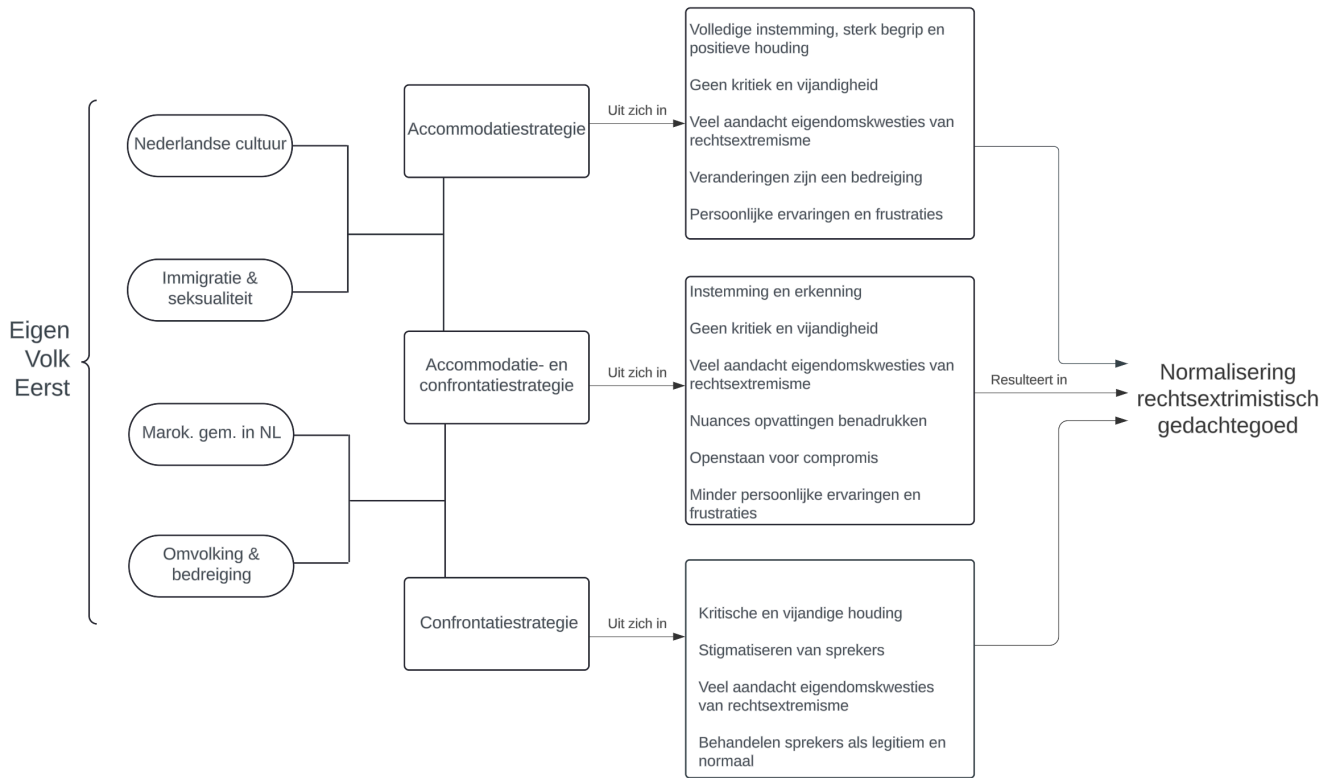 Eigen
Volk
Eerst
Nederlandse cultuur
Immigratie &
seksualiteit
Marok. gem. in NL
Omvolking &
bedreiging
Accommodatiestrategie
Accommodatie- en
confrontatiestrategie
Confrontatiestrategie
Uit zich in
Uit zich in
Uit zich in
Volledige instemming, sterk begrip en
positieve houding
Geen kritiek en vijandigheid
Veel aandacht eigendomskwesties van
rechtsextremisme
Veranderingen zijn een bedreiging
Persoonlijke ervaringen en frustraties
Instemming en erkenning
Geen kritiek en vijandigheid
Veel aandacht eigendomskwesties van
rechtsextremisme
Nuances opvattingen benadrukken
Openstaan voor compromis
Minder persoonlijke ervaringen en
frustraties
Kritische en vijandige houding
Stigmatiseren van sprekers
Veel aandacht eigendomskwesties
van rechtsextremisme
Behandelen sprekers als legitiem en
normaal
Resulteert in
Normalisering
rechtsextrimistisch
gedachtegoed